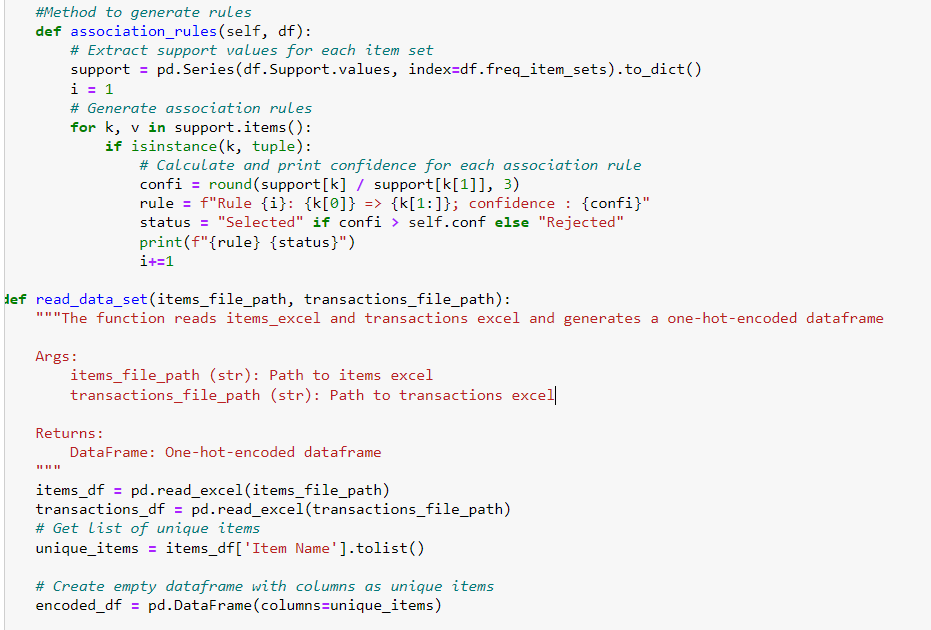 #Method to generate rules
def association_rules(self, df):
# Extract support values for each item set
support = pd.Series(df.Support.values, index=df.freq_item_sets).to_dict()
i = 1
# Generate association rules
for k, v in support.items():
if isinstance(k, tuple):
# Calculate and print confidence for each association rule
confi = round(support[k] / support[k[1]], 3)
rule = f"Rule {i}: {k[0]} => {k[1:]}; confidence : {confi}"
status = "Selected" if confi > self.conf else "Rejected"
print(f"{rule} {status}")
i+=1
def read_data_set(items_file_path, transactions_file_path):
"""The function reads items_excel and transactions excel and generates a one-hot-encoded dataframe
Args:
items_file_path (str): Path to items excel
transactions_file_path (str): Path to transactions excel
Returns:
DataFrame: One-hot-encoded dataframe
"""
items_df = pd.read_excel(items_file_path)
transactions_df = pd.read_excel(transactions_file_path)
# Get list of unique items
unique_items = items_df['Item Name'].tolist()
# Create empty dataframe with columns as unique items
encoded_df = pd.DataFrame(columns=unique_items)